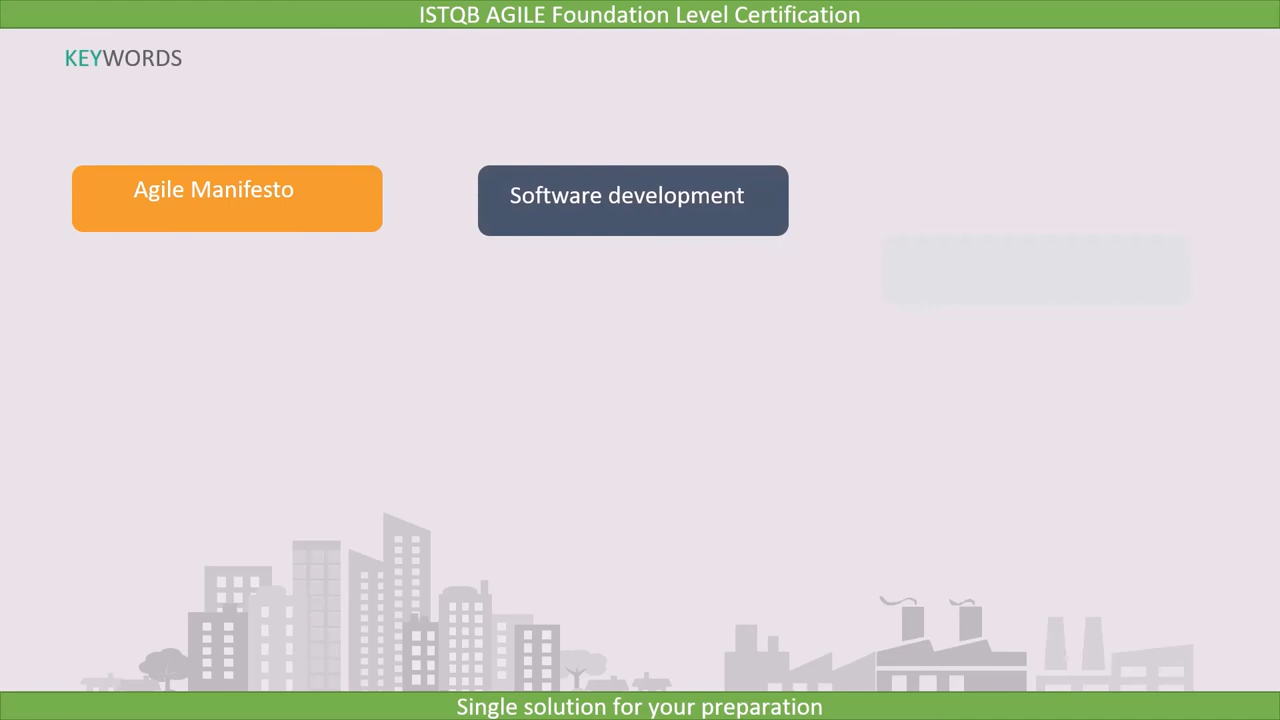 ISTQB AGILE Foundation Level Certification
KEYWORDS
Agile Manifesto
Software development
Single solution for your preparation